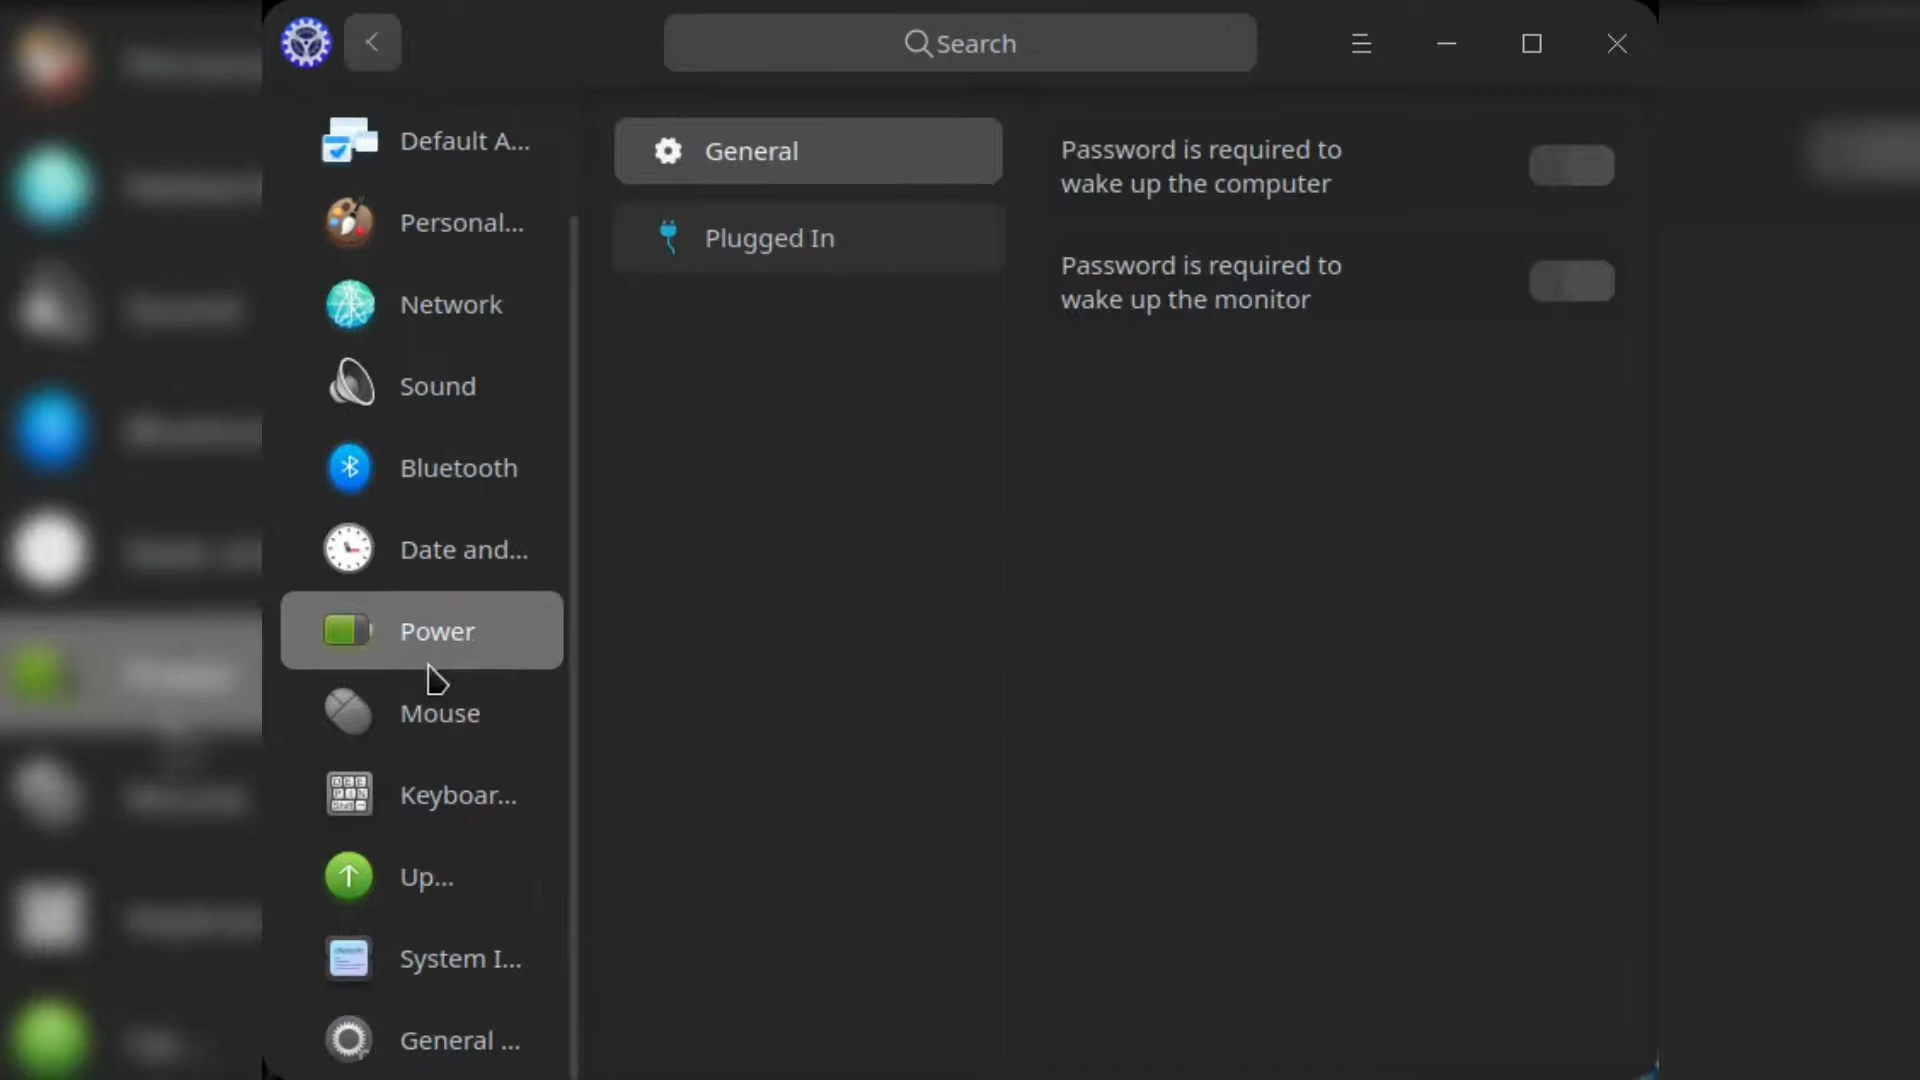 Search
Default A...
Personal...
Network
Sound
Bluetooth
Date and...
Power
Mouse
Keyboar...
Up...
System I...
General ...
General
Plugged In
Password is required to
wake up the computer
Password is required to
wake up the monitor